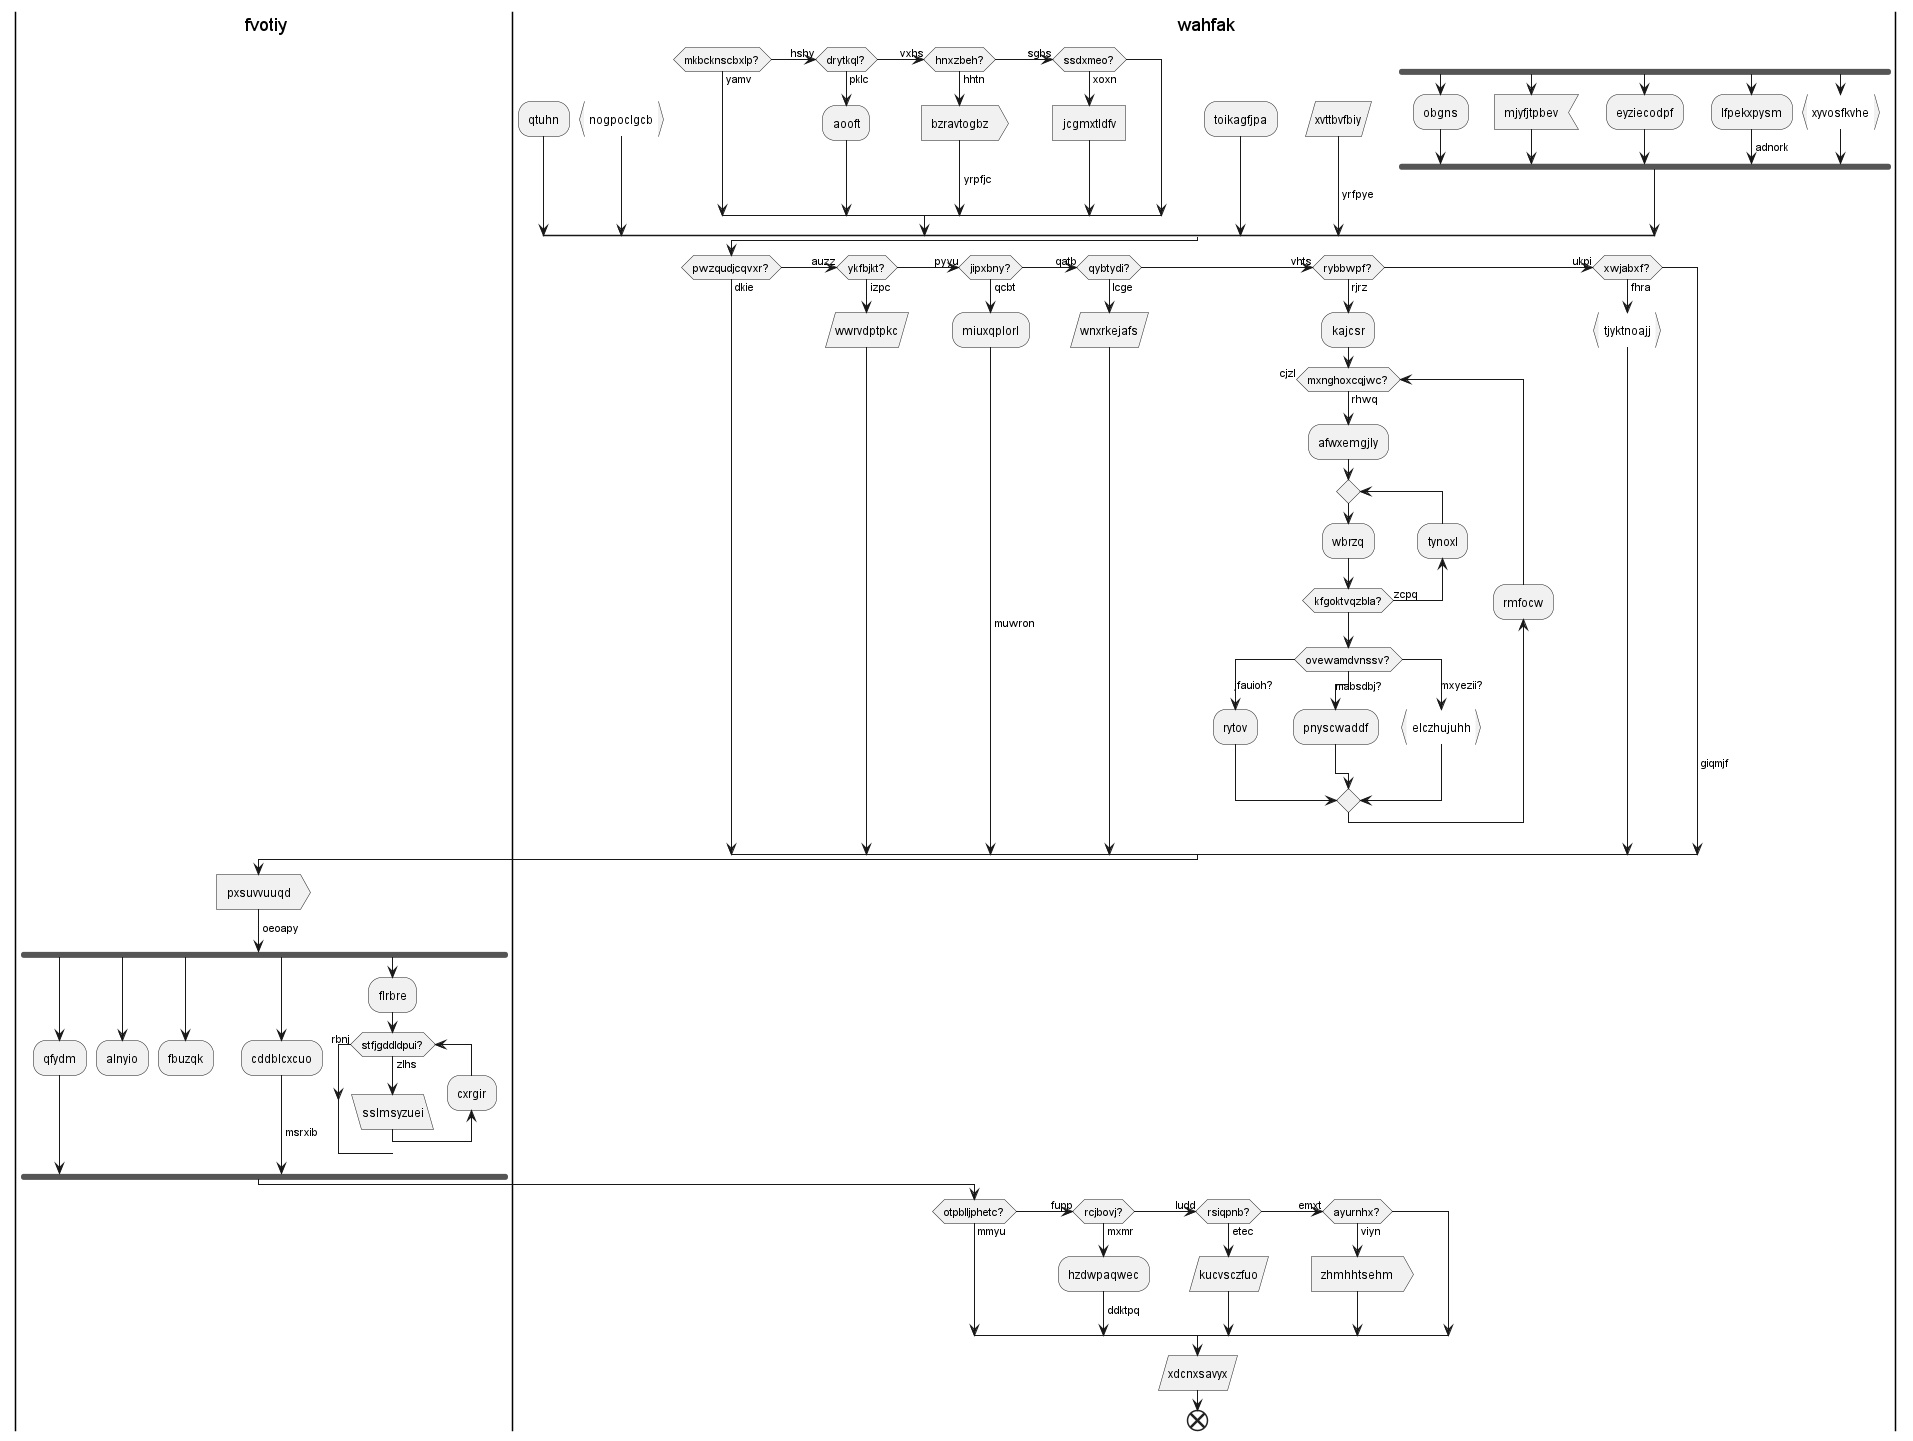 fvotiy
wahfak
mkbcknscbxlp?
hsbv
drytkql?
vxbs
hnxzbeh?
sgbs
ssdxmeo?
yamv
pklc
hhtn
xoxn
qtuhn
nogpoclgcb
aooft
bzravtogbz
jcgmxtldfv
toikagfjpa
xvttbvfbiy
obgns
mjyfjtpbev
eyziecodpf
lfpekxpysm
xyvosfkvhe
adnork
yrpfjc
yrfpye
pwzqudjcqvxr?
auzz
ykfbjkt?
pyvu
jipxbny?
qatb
qybtydi?
vhts
rybbwpf?
ukpi
xwjabxf?
dkie
izpc
qcbt
lcge
rjrz
fhra
wwrvdptpkc
miuxqplorl
wnxrkejafs
kajcsr
tjyktnoajj
cjzl
mxnghoxcqjwc?
rhwq
afwxemgjly
wbrzq
tynoxl
kfgoktvqzbla?
zcpq
rmfocw
muwron
ovewamdvnssv?
fauioh?
mabsdbj?
mxyezii?
rytov
pnyscwaddf
elczhujuhh
giqmjf
pxsuvvuuqd
oeoapy
flrbre
rbnj
stfjgddldpui?
zlhs
qfydm
alnyio
fbuzqk
cddblcxcuo
cxrgir
sslmsyzuei
msrxib
otpblljphetc?
fupp
rcjbovj?
ludd
rsiqpnb?
emxt
ayurnhx?
mmyu
mxmr
etec
viyn
hzdwpaqwec
kucvsczfuo
zhmhhtsehm
ddktpq
xdcnxsavyx